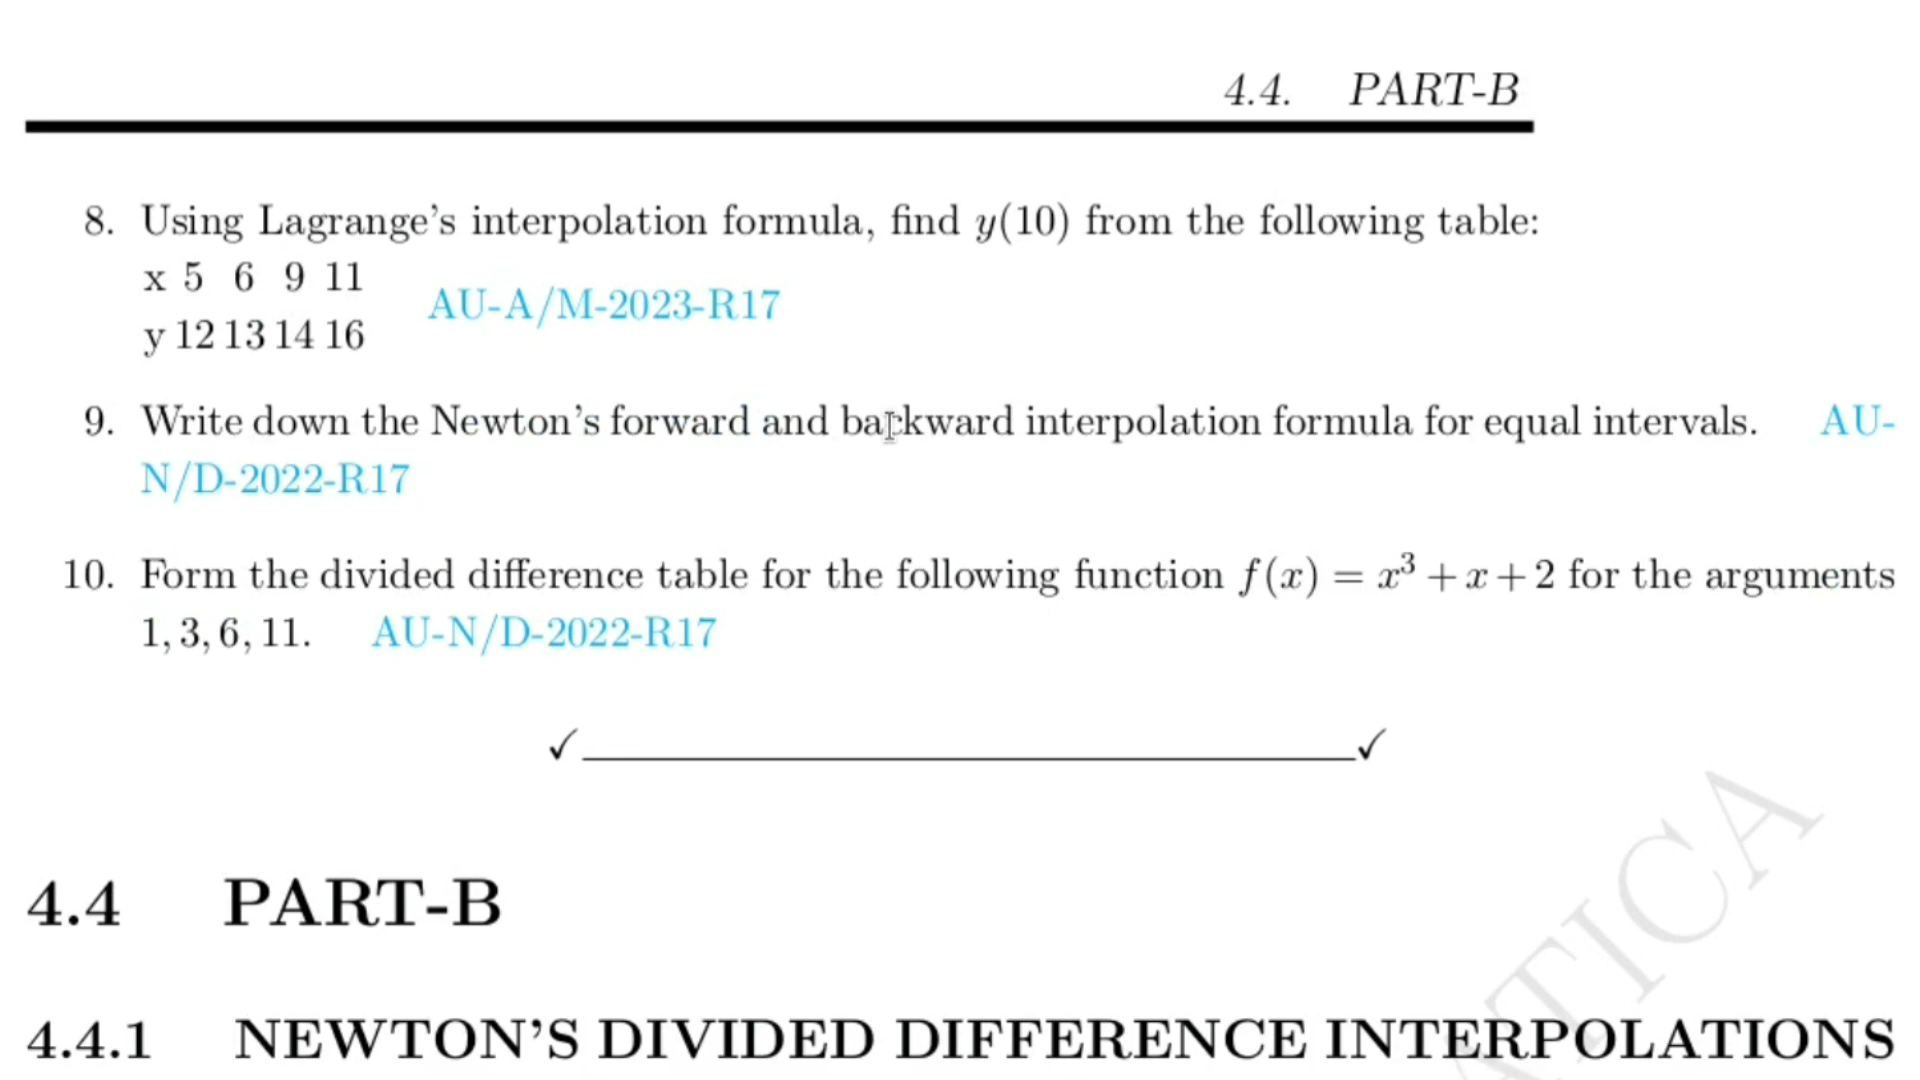 4.4. PART-B
8. Using Lagrange's interpolation formula, find y(10) from the following table:
x 5 6 9 11
AU-A/M-2023-R17
y 12 13 14 16
9. Write down the Newton's forward and backward interpolation formula for equal intervals. AU-
N/D-2022-R17
10. Form the divided difference table for the following function f(x) = x³ + x + 2 for the arguments
1, 3, 6, 11. AU-N/D-2022-R17
4.4 PART-B
4.4.1 NEWTON'S DIVIDED DIFFERENCE INTERPOLATIONS